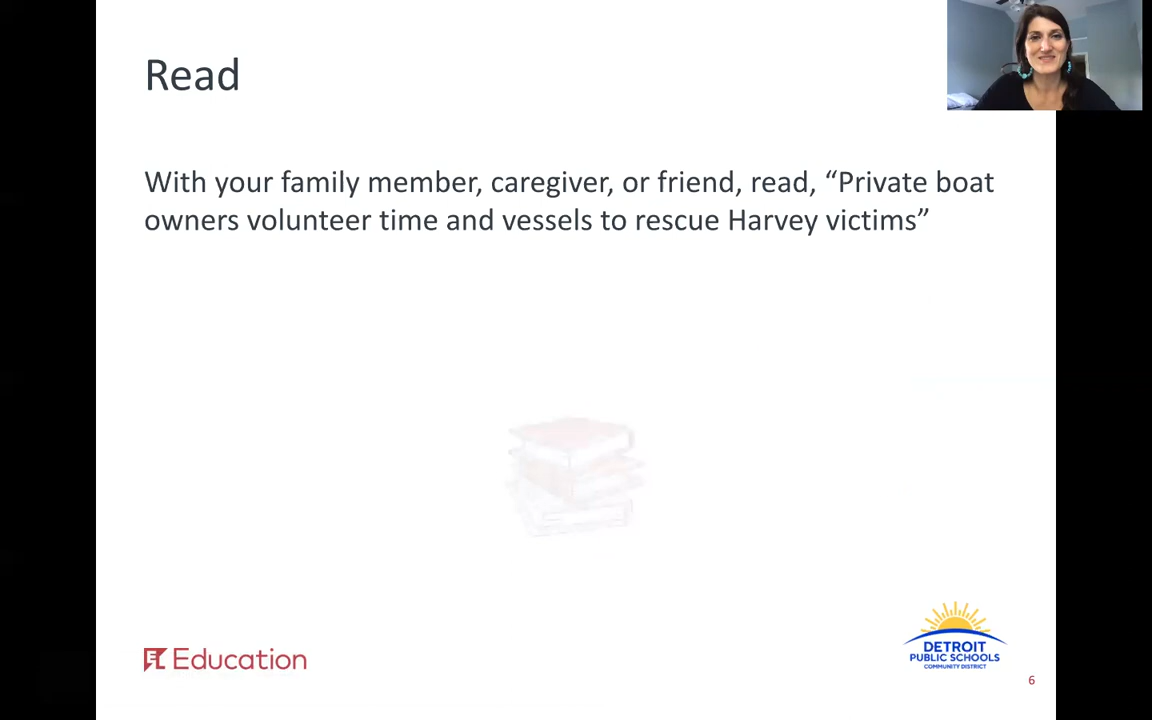 Read
With your family member, caregiver, or friend, read, “Private boat
owners volunteer time and vessels to rescue Harvey victims”
EL Education
DETROIT
PUBLIC SCHOOLS
COMMUNITY DISTRICT
6